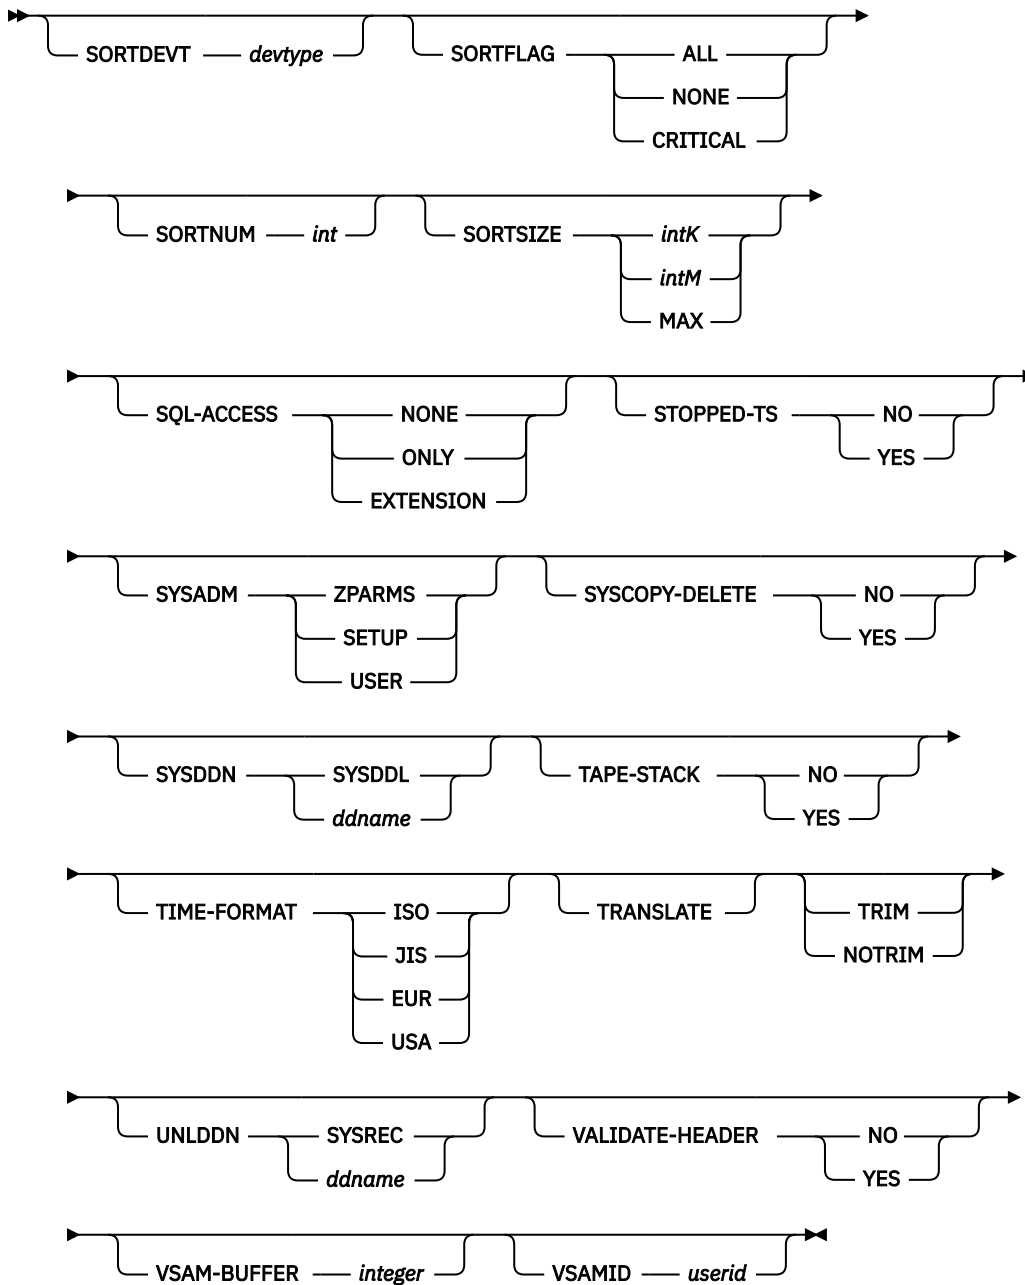 SORTDEVT devtype SORTFLAG ALL
NONE
CRITICAL
SORTNUM int SORTSIZE intK
intM
MAX
SQL-ACCESS NONE STOPPED-TS NO
ONLY YES
EXTENSION
SYSADM ZPARMS SYSCOPY-DELETE NO
SETUP YES
USER
SYSDDN SYSDDL TAPE-STACK NO
ddname YES
TIME-FORMAT ISO TRANSLATE TRIM
JIS NOTRIM
EUR
USA
UNLDDN SYSREC VALIDATE-HEADER NO
ddname YES
VSAM-BUFFER integer VSAMID userid